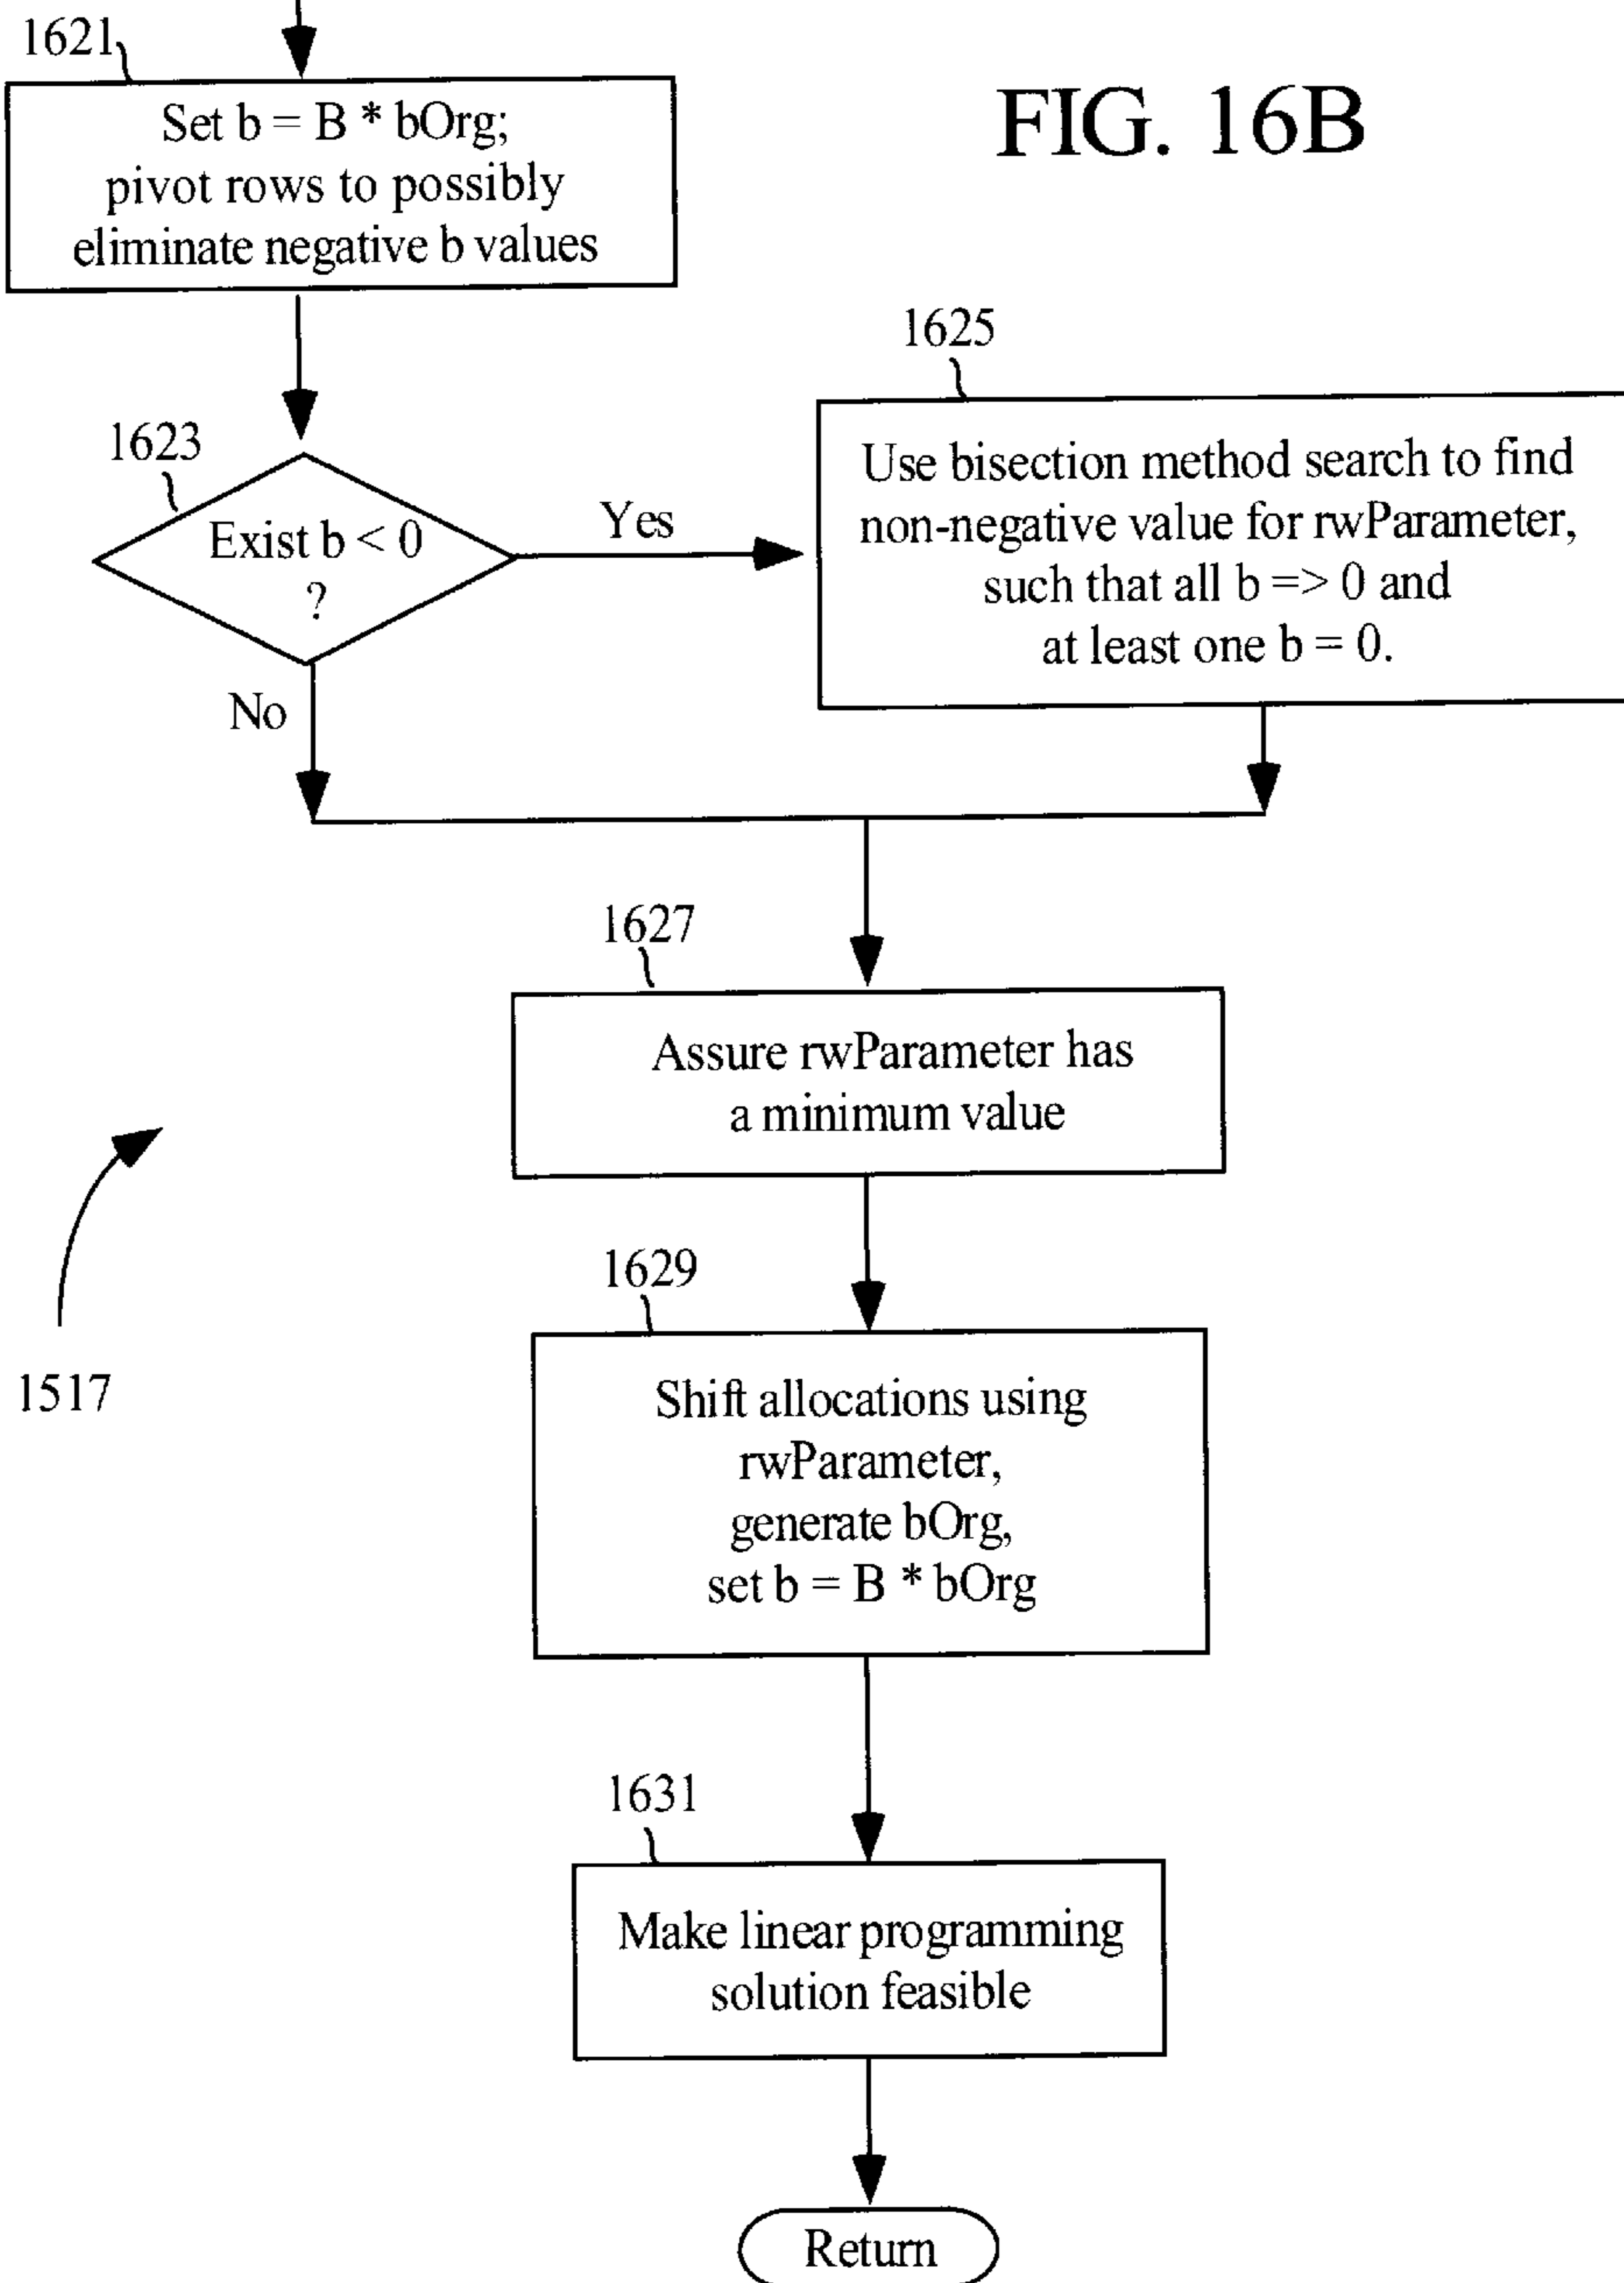 1621
FIG. 16B
Set b = B * bOrg;
pivot rows to possibly
eliminate negative b values
1625
1623
Use bisection method search to find
non-negative value for rwParameter,
such that all b => 0 and
at least one b = 0.
Exist b < 0
?
Yes
No
1627
Assure rwParameter has
a minimum value
1629
1517
Shift allocations using
rwParameter,
generate bOrg,
set b = B * bOrg
1631
Make linear programming
solution feasible
Return